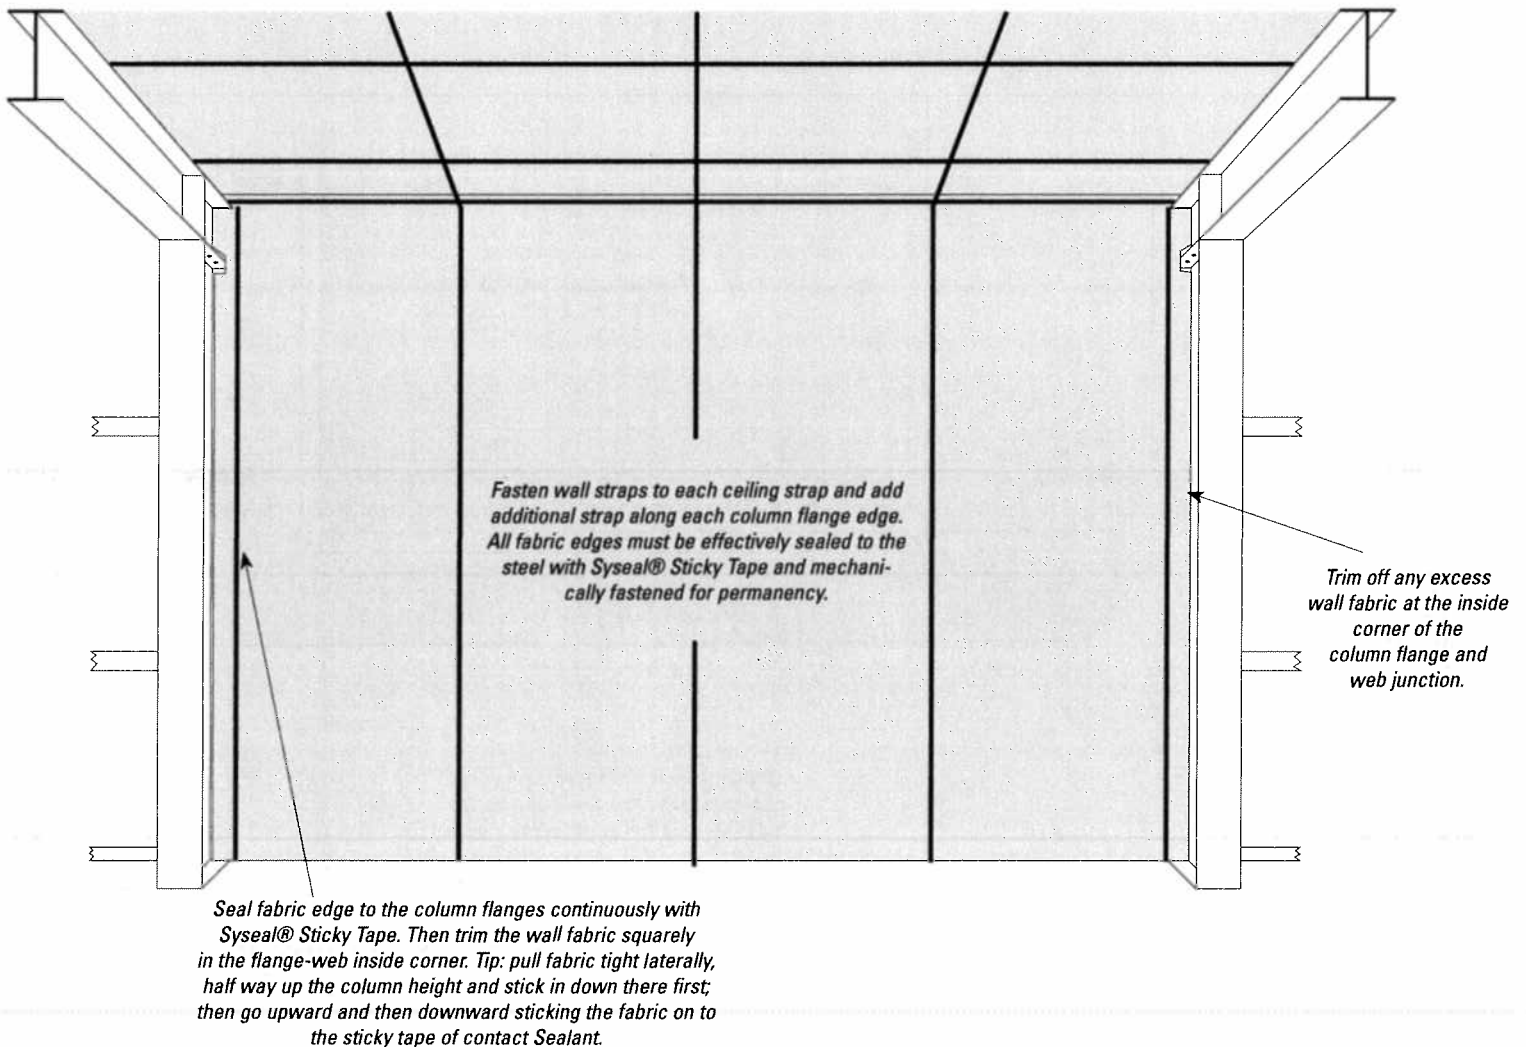 Fasten wall straps to each ceiling strap and add
additional strap along each column flange edge.
All fabric edges must be effectively sealed to the
steel with Syseal® Sticky Tape and mechani-
cally fastened for permanency.
Trim off any excess
wall fabric at the inside
corner of the
column flange and
web junction.
Seal fabric edge to the column flanges continuously with
Syseal® Sticky Tape. Then trim the wall fabric squarely
in the flange-web inside corner. Tip: pull fabric tight laterally,
half way up the column height and stick in down there first;
then go upward and then downward sticking the fabric on to
the sticky tape of contact Sealant.